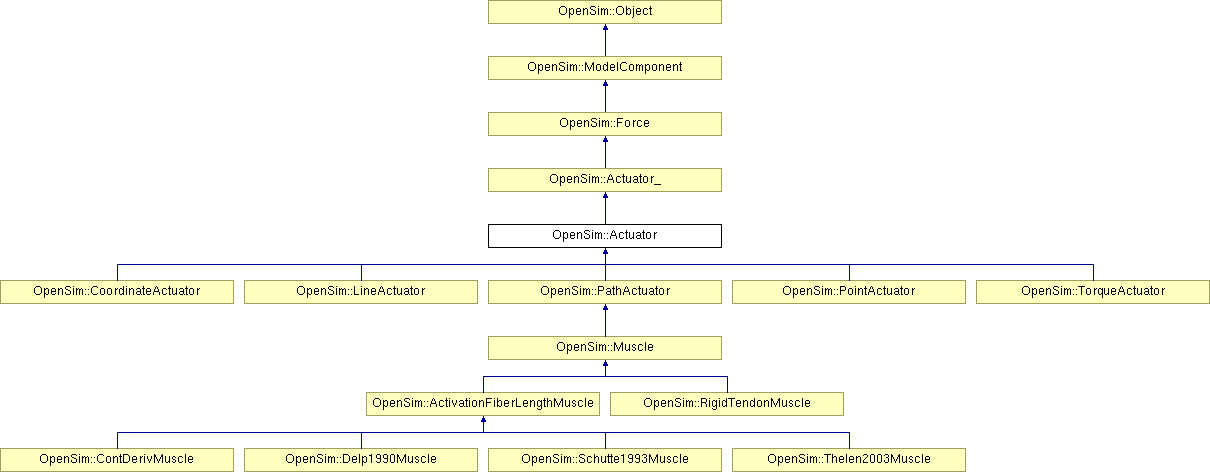 OpenSim::Object
OpenSim::ModelComponent
OpenSim::Force
OpenSim::Actuator_
OpenSim::Actuator
OpenSim::CoordinateActuator
OpenSim::LineActuator
OpenSim::PathActuator
OpenSim::PointActuator
OpenSim::TorqueActuator
OpenSim::Muscle
OpenSim::ActivationFiberLengthMuscle
OpenSim::RigidTendonMuscle
OpenSim::ContDerivMuscle
OpenSim::Delp1990Muscle
OpenSim::Schutte1993Muscle
OpenSim::Thelen2003Muscle